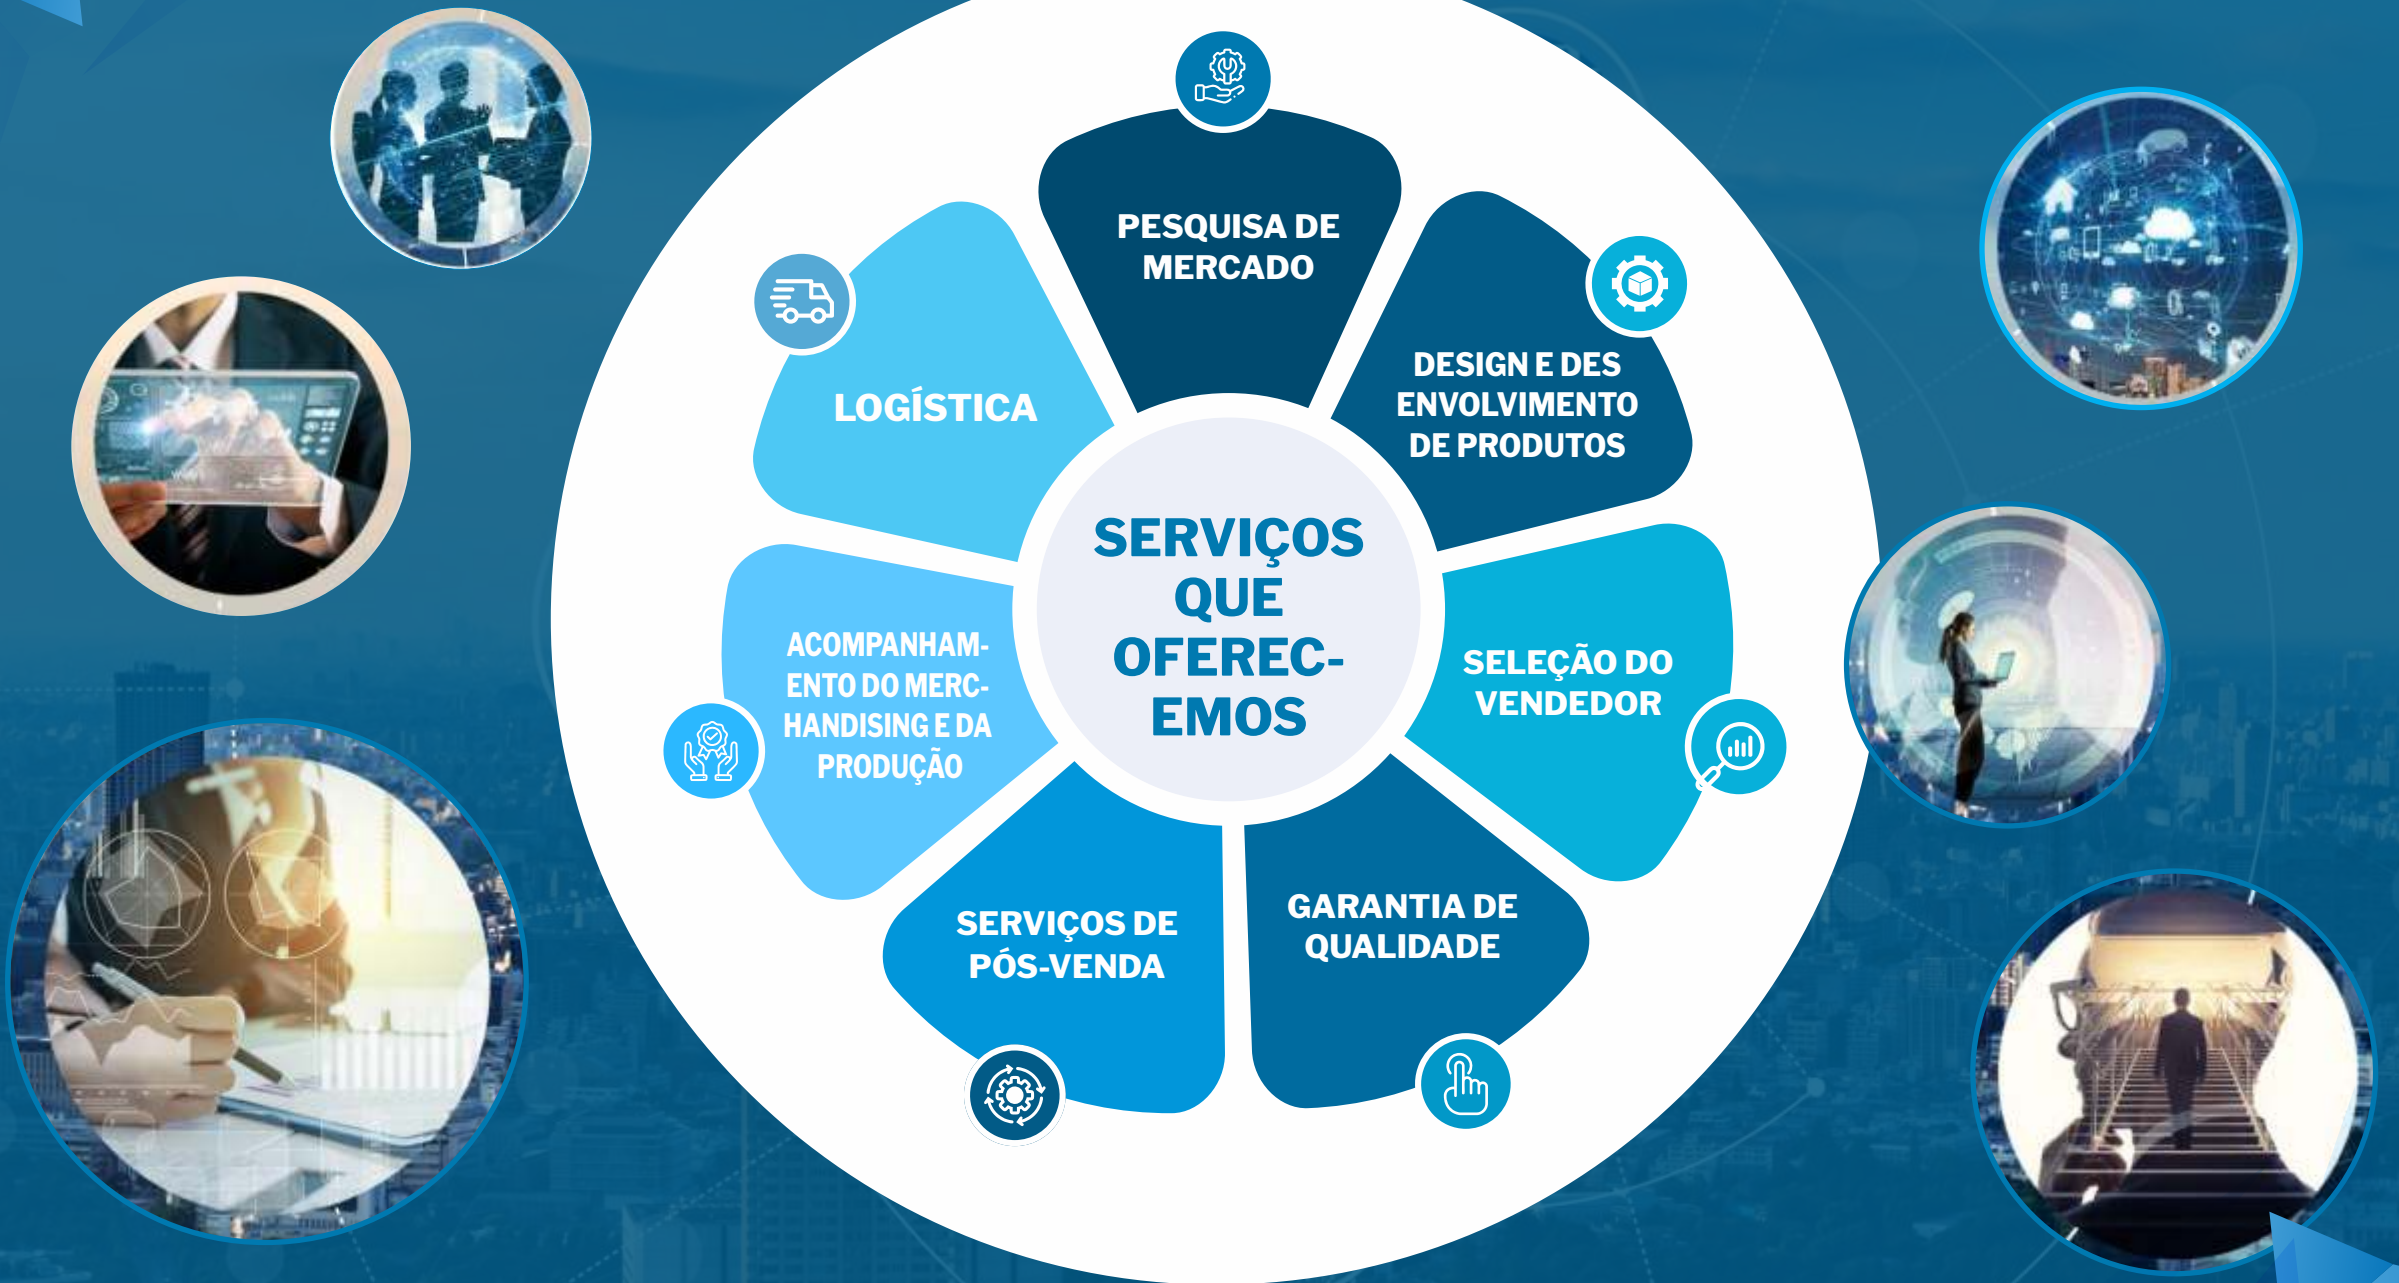 PESQUISA DE
MERCADO
DESIGN E DES
ENVOLVIMENTO
DE PRODUTOS
SELEÇÃO DO
VENDEDOR
GARANTIA DE
QUALIDADE
SERVIÇOS DE
PÓS-VENDA
ACOMPANHAM-
ENTO DO MERC-
HANDISING E DA
PRODUÇÃO
LOGÍSTICA
SERVIÇOS
QUE
OFEREC-
EMOS